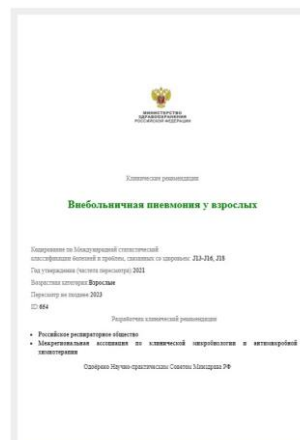 МИНИСТЕРСТВО
ЗДРАВООХРАНЕНИЯ
РОССИЙСКОЙ ФЕДЕРАЦИИ
Клинические рекомендации
Внебольничная пневмония у взрослых
Кодирование по Международной статистической
классификации болезней и проблем, связанных со здоровьем: J13-J16, J18
Год утверждения (частота пересмотра): 2021
Возрастная категория: Взрослые
Пересмотр не позднее: 2023
ID: 654
Разработчик клинической рекомендации
• Российское респираторное общество
• Межрегиональная ассоциация по клинической микробиологии и антимикробной
химиотерапии
Одобрено Научно-практическим Советом Минздрава РФ